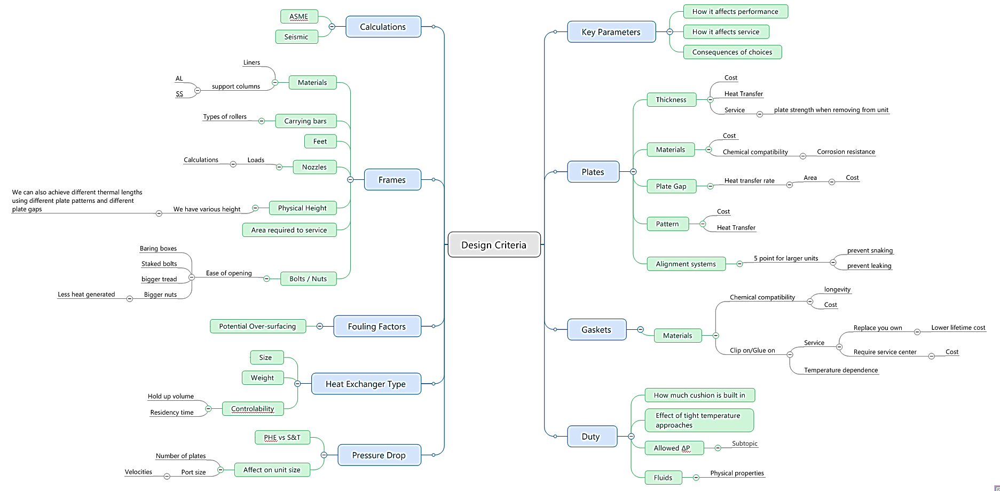 Design Criteria
Calculations
ASME
Seismic
Frames
Materials
Liners
support columns
AL
SS
Carrying bars
Types of rollers
Feet
Nozzles
Loads
Calculations
Physical Height
We have various height
We can also achieve different thermal lengths
using different plate patterns and different
plate gaps
Area required to service
Bolts / Nuts
Ease of opening
Baring boxes
Staked bolts
bigger tread
Bigger nuts
Less heat generated
Fouling Factors
Potential Over-surfacing
Heat Exchanger Type
Size
Weight
Controlability
Hold up volume
Residency time
Pressure Drop
PHE vs S&T
Affect on unit size
Number of plates
Port size
Velocities
Key Parameters
How it affects performance
How it affects service
Consequences of choices
Plates
Thickness
Cost
Heat Transfer
Service
plate strength when removing from unit
Materials
Cost
Chemical compatibility
Corrosion resistance
Plate Gap
Heat transfer rate
Area
Cost
Pattern
Cost
Heat Transfer
Alignment systems
5 point for larger units
prevent snaking
prevent leaking
Gaskets
Materials
Chemical compatibility
longevity
Cost
Clip on/Glue on
Service
Replace you own
Lower lifetime cost
Require service center
Cost
Temperature dependence
Duty
How much cushion is built in
Effect of tight temperature
approaches
Allowed ΔP
Subtopic
Fluids
Physical properties